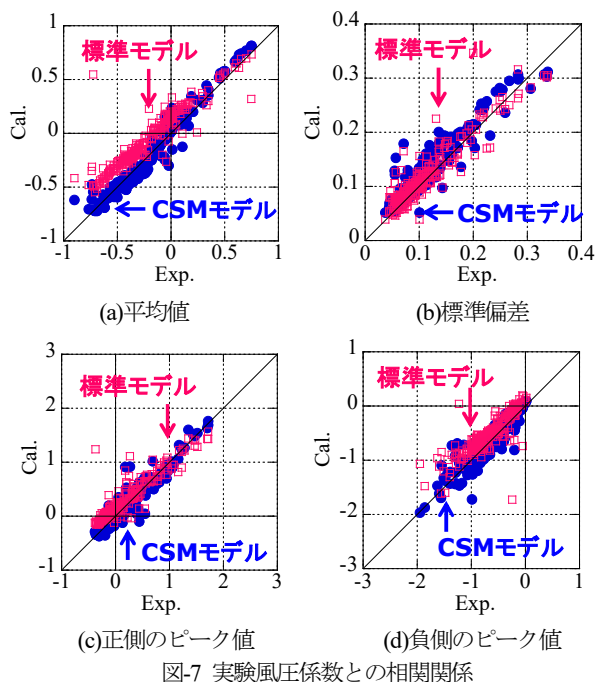 1
標準モデル
0.5
Cal.
0
-0.5
CSMモデル
-1
-1 -0.5 0 0.5 1
Exp.
(a)平均値
0.4
標準モデル
0.3
Cal.
0.2
0.1
CSMモデル
0
0 0.1 0.2 0.3 0.4
Exp.
(b)標準偏差
3
標準モデル
2
Cal.
1
0
CSMモデル
-1
-1 0 1 2 3
Exp.
(c)正側のピーク値
1
標準モデル
0
Cal.
-1
-2
CSMモデル
-3
-3 -2 -1 0 1
Exp.
(d)負側のピーク値
図-7 実験風圧係数との相関関係